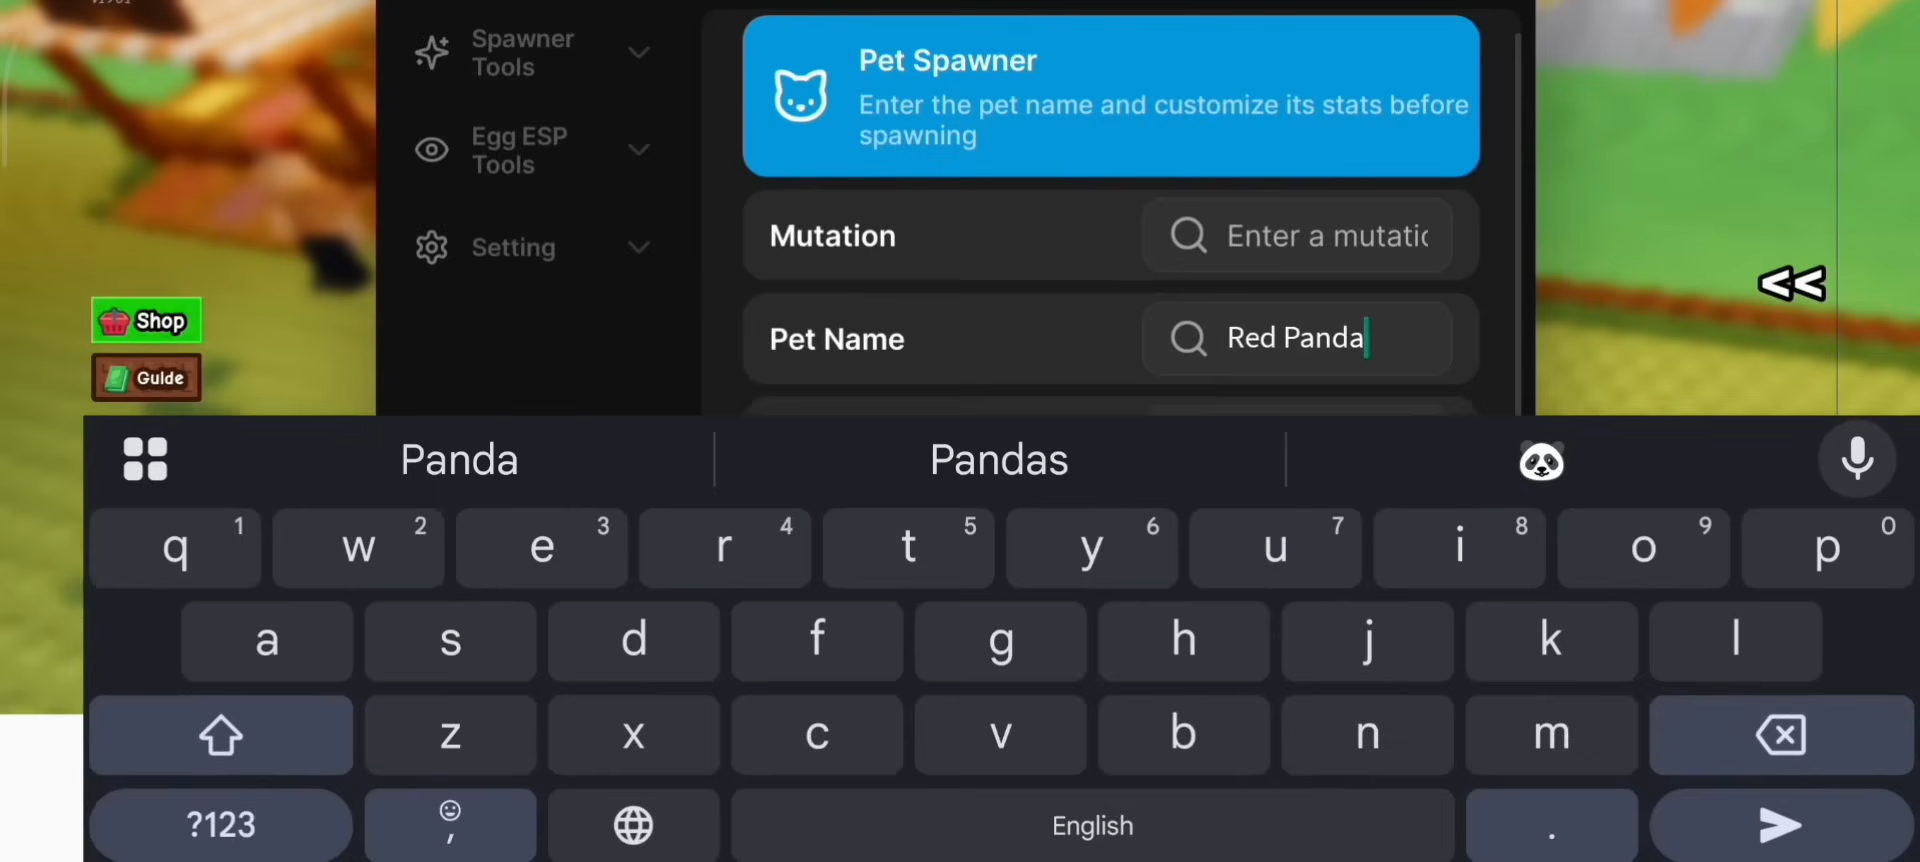 Spawner
Tools
Egg ESP
Tools
Setting
Pet Spawner
Enter the pet name and customize its stats before
spawning
Mutation
Enter a mutatic
Pet Name
Red Panda
Shop
Guide
<<
Panda
Pandas
q 1 w 2 e 3 r 4 t 5 y 6 u 7 i 8 o 9 p 0
a s d f g h j k l
z x c v b n m
?123 , English .